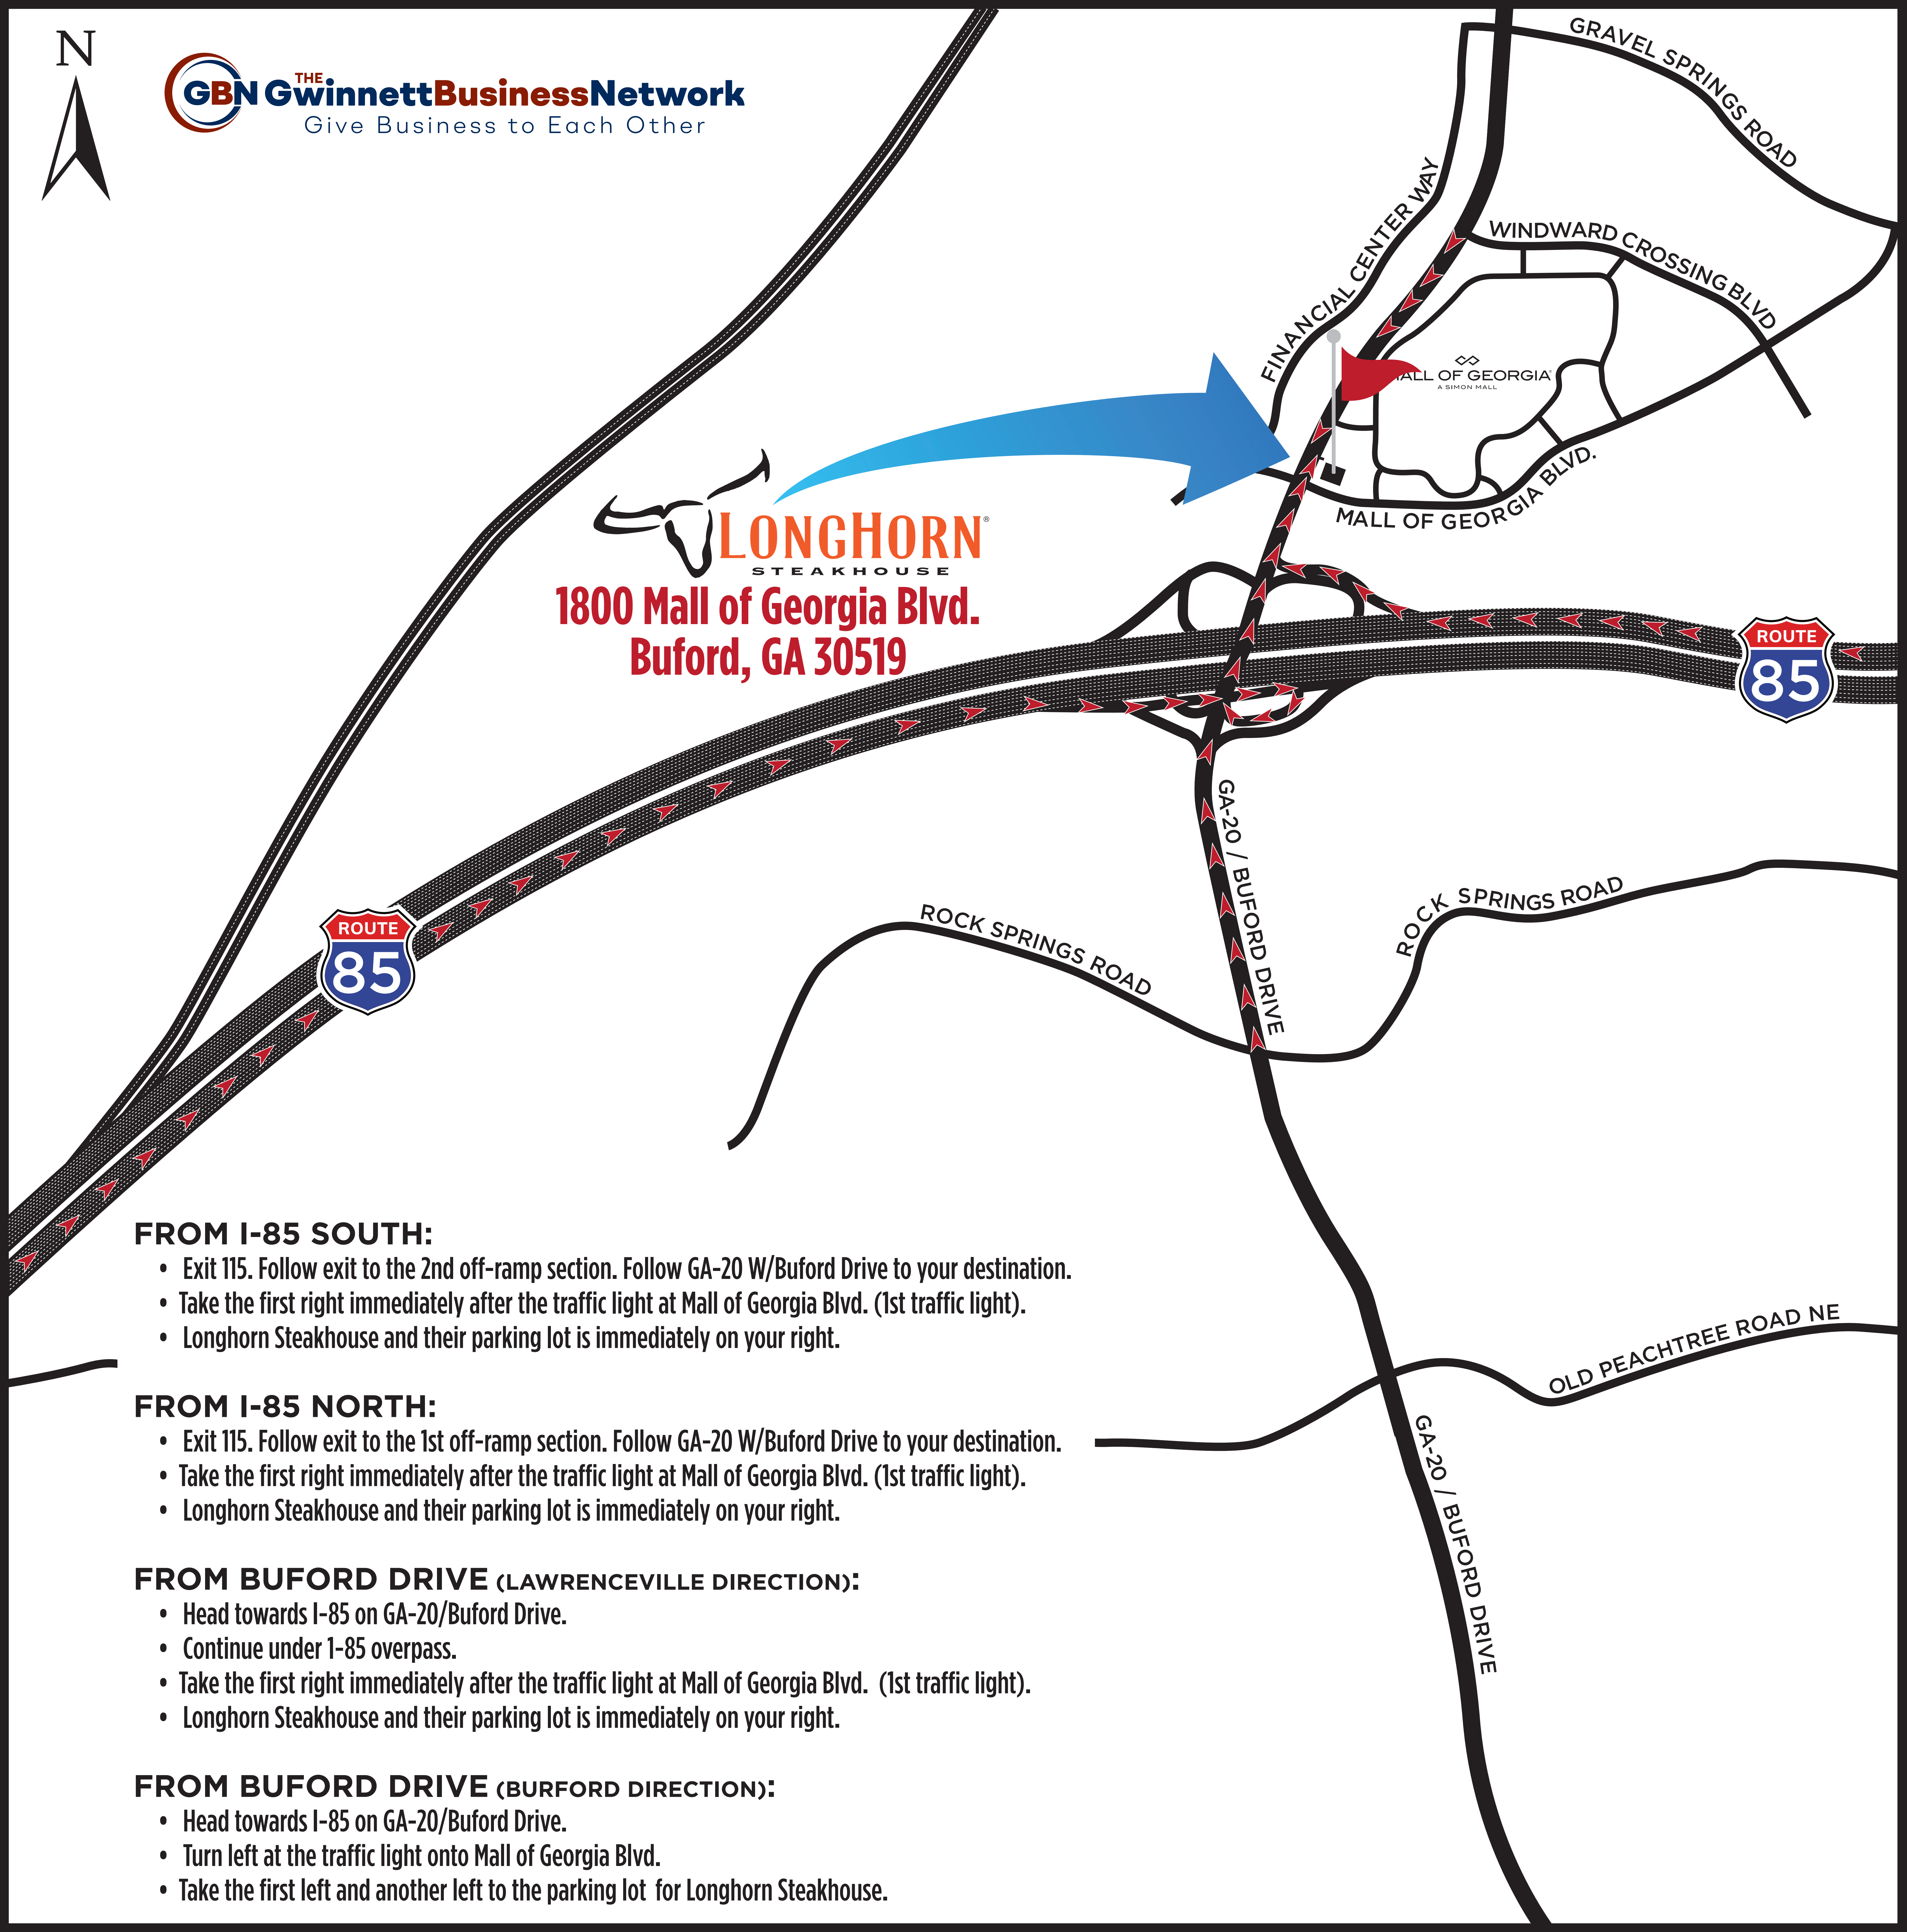 N
GBN THE GwinnettBusinessNetwork
Give Business to Each Other
GRAVEL SPRINGS ROAD
FINANCIAL CENTER WAY
WINDWARD CROSSING BLVD
MALL OF GEORGIA
A SIMON MALL
MALL OF GEORGIA BLVD.
LONGHORN®
STEAKHOUSE
1800 Mall of Georgia Blvd.
Buford, GA 30519
ROUTE
85
ROUTE
85
GA-20 / BUFORD DRIVE
ROCK SPRINGS ROAD
ROCK SPRINGS ROAD
OLD PEACHTREE ROAD NE
GA-20 / BUFORD DRIVE
FROM I-85 SOUTH:
• Exit 115. Follow exit to the 2nd off-ramp section. Follow GA-20 W/Buford Drive to your destination.
• Take the first right immediately after the traffic light at Mall of Georgia Blvd. (1st traffic light).
• Longhorn Steakhouse and their parking lot is immediately on your right.
FROM I-85 NORTH:
• Exit 115. Follow exit to the 1st off-ramp section. Follow GA-20 W/Buford Drive to your destination.
• Take the first right immediately after the traffic light at Mall of Georgia Blvd. (1st traffic light).
• Longhorn Steakhouse and their parking lot is immediately on your right.
FROM BUFORD DRIVE (LAWRENCEVILLE DIRECTION):
• Head towards I-85 on GA-20/Buford Drive.
• Continue under 1-85 overpass.
• Take the first right immediately after the traffic light at Mall of Georgia Blvd. (1st traffic light).
• Longhorn Steakhouse and their parking lot is immediately on your right.
FROM BUFORD DRIVE (BURFORD DIRECTION):
• Head towards I-85 on GA-20/Buford Drive.
• Turn left at the traffic light onto Mall of Georgia Blvd.
• Take the first left and another left to the parking lot for Longhorn Steakhouse.